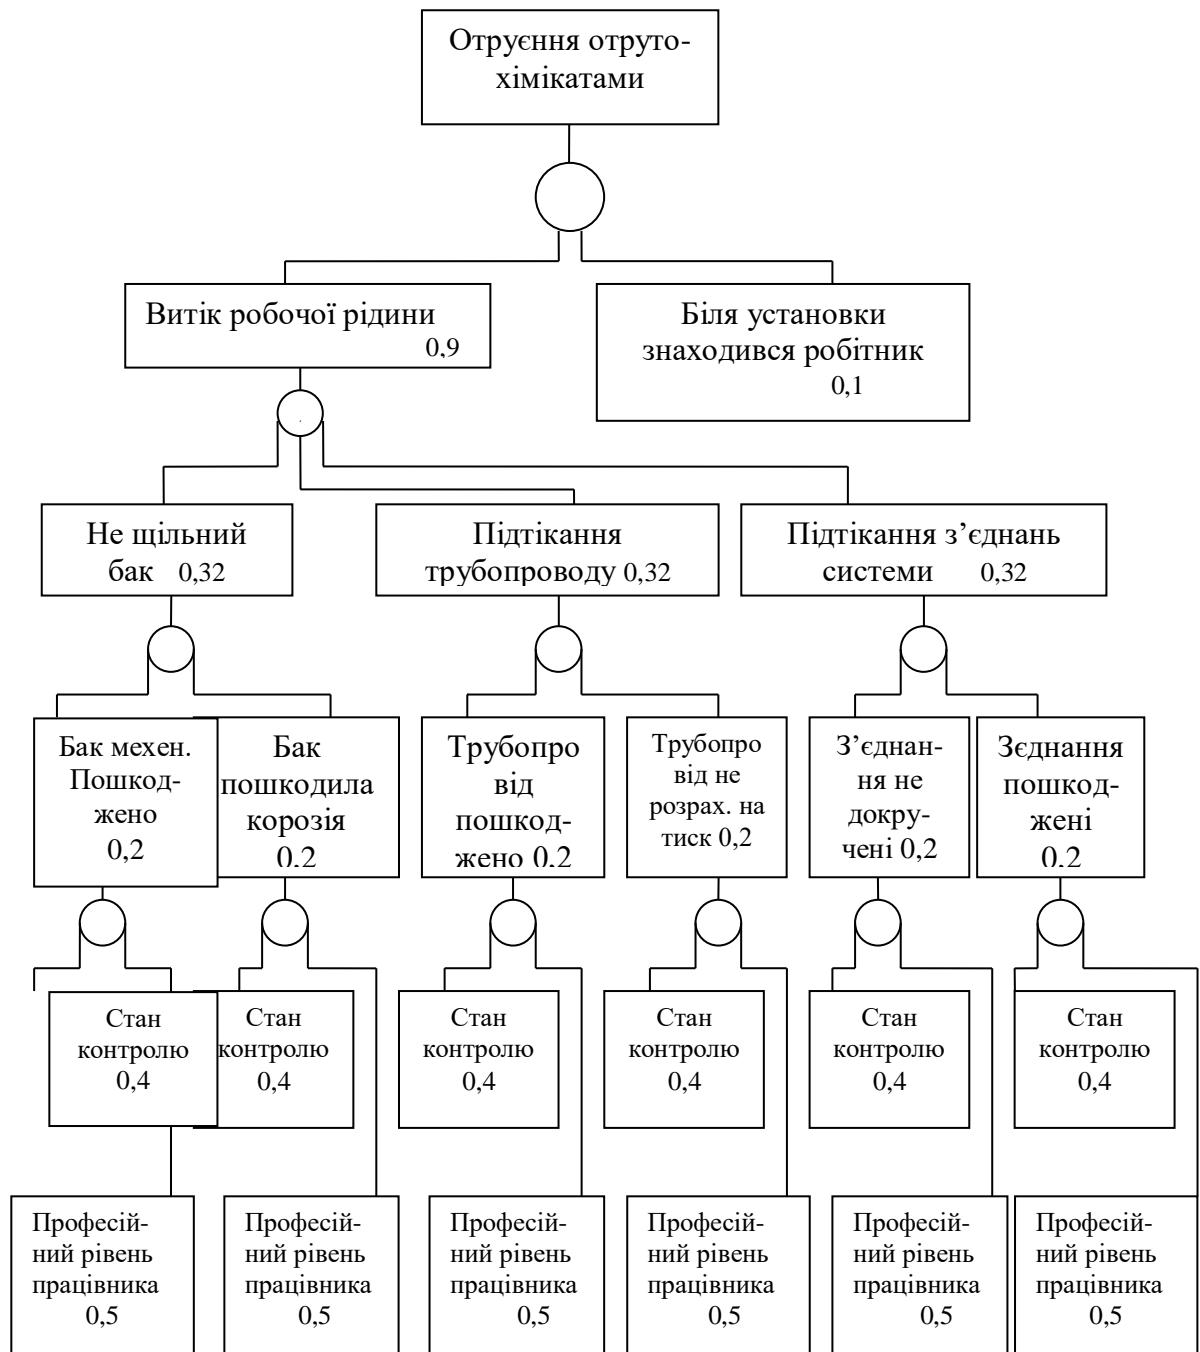 Отруєння отруто-
хімікатами
Витік робочої рідини
0,9
Біля установки
знаходився робітник
0,1
Не щільний
бак 0,32
Підтікання
трубопроводу 0,32
Підтікання з’єднань
системи 0,32
Бак мехен.
Пошкод-
жено
0,2
Бак
пошкодила
корозія
0,2
Трубопро
від
пошкод-
жено 0,2
Трубопро
від не
розрах. на
тиск 0,2
З’єднан-
ня не
докру-
чені 0,2
Зєднання
пошкод-
жені
0,2
Стан
контролю
0,4
Стан
контролю
0,4
Стан
контролю
0,4
Стан
контролю
0,4
Стан
контролю
0,4
Стан
контролю
0,4
Професій-
ний рівень
працівника
0,5
Професій-
ний рівень
працівника
0,5
Професій-
ний рівень
працівника
0,5
Професій-
ний рівень
працівника
0,5
Професій-
ний рівень
працівника
0,5
Професій-
ний рівень
працівника
0,5